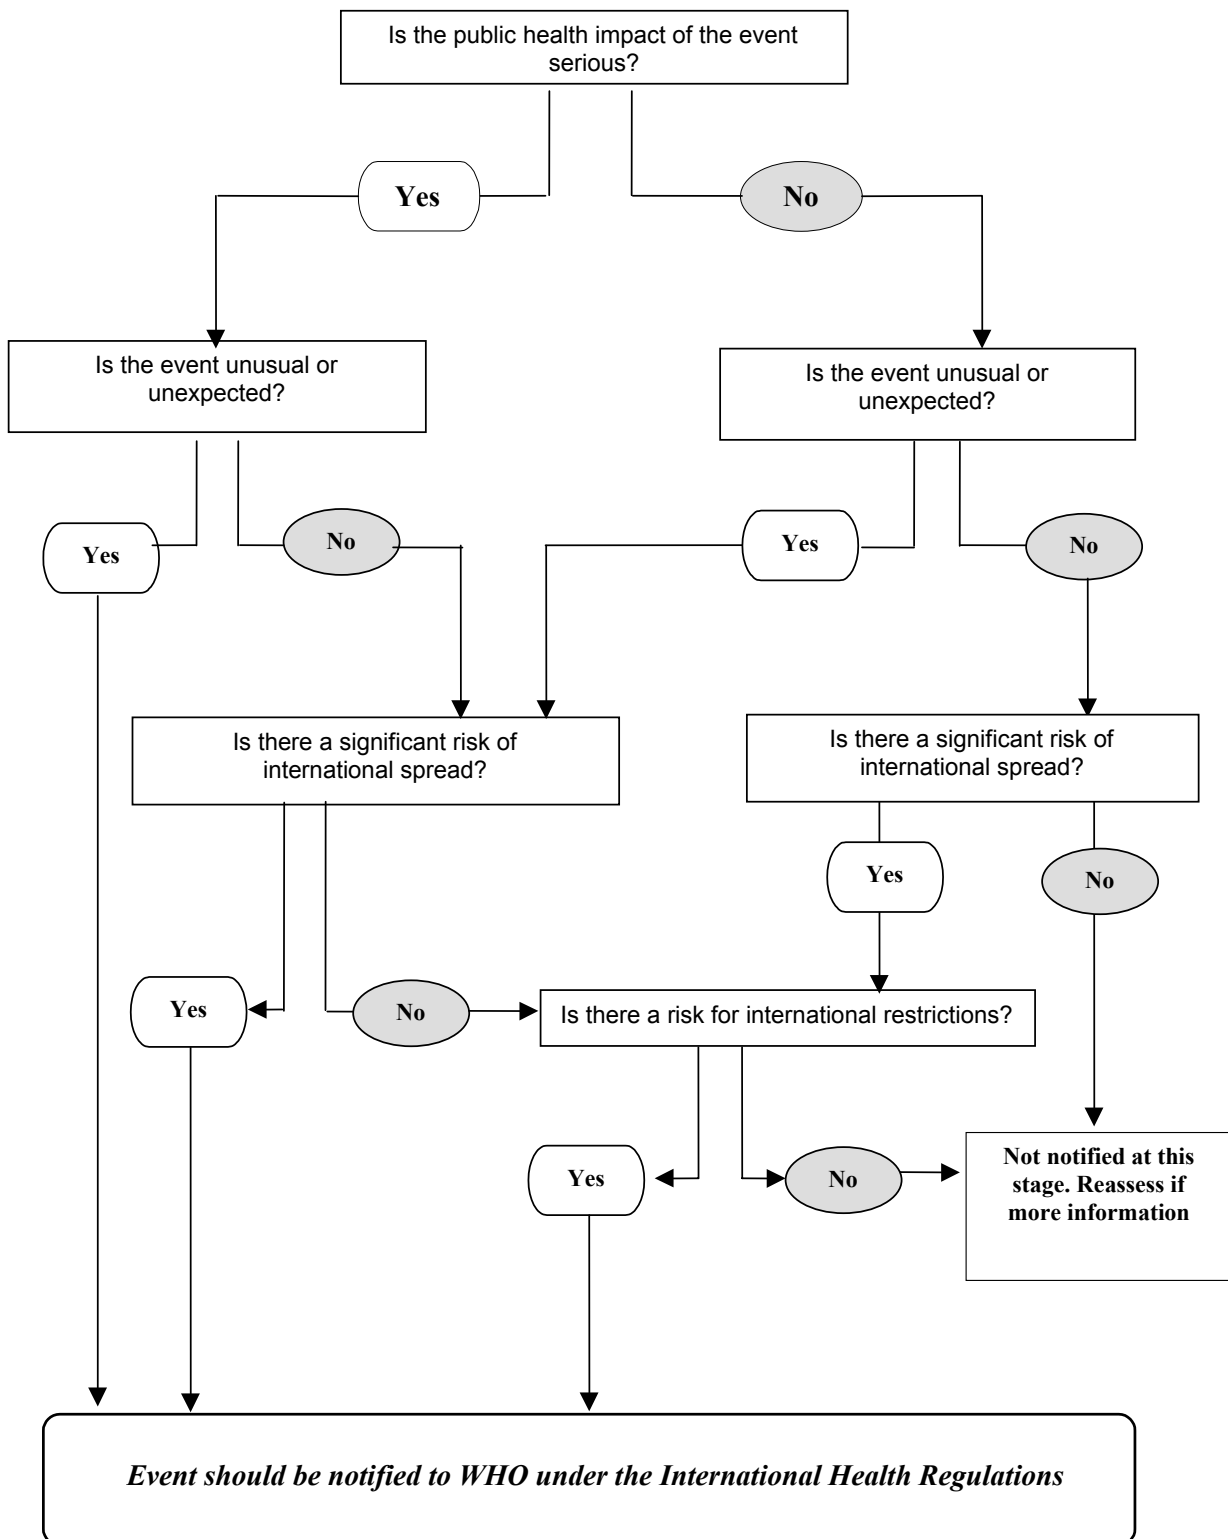 Is the public health impact of the event
serious?
Yes
No
Is the event unusual or
unexpected?
Is the event unusual or
unexpected?
Yes
No
Yes
No
Is there a significant risk of
international spread?
Is there a significant risk of
international spread?
Yes
No
Yes
No
Is there a risk for international restrictions?
Yes
No
Not notified at this
stage. Reassess if
more information
Event should be notified to WHO under the International Health Regulations